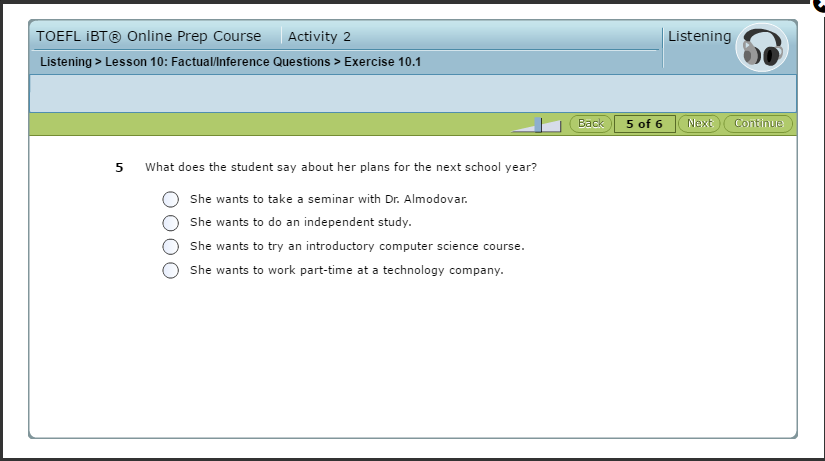 TOEFL iBT® Online Prep Course Activity 2 Listening
Listening > Lesson 10: Factual/Inference Questions > Exercise 10.1
Back 5 of 6 Next Continue
5 What does the student say about her plans for the next school year?
She wants to take a seminar with Dr. Almodovar.
She wants to do an independent study.
She wants to try an introductory computer science course.
She wants to work part-time at a technology company.